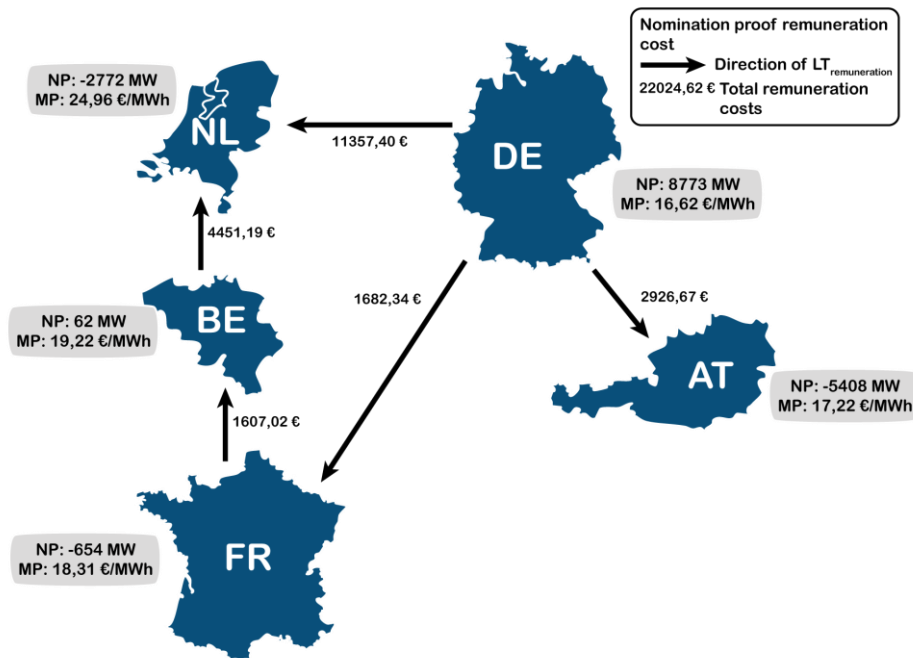 Nomination proof remuneration
cost
Direction of LT remuneration
22024,62 € Total remuneration
costs
NP: -2772 MW
MP: 24,96 €/MWh
NL
11357,40 €
DE
NP: 8773 MW
MP: 16,62 €/MWh
4451,19 €
1682,34 €
2926,67 €
NP: 62 MW
MP: 19,22 €/MWh
BE
AT
NP: -5408 MW
MP: 17,22 €/MWh
1607,02 €
NP: -654 MW
MP: 18,31 €/MWh
FR